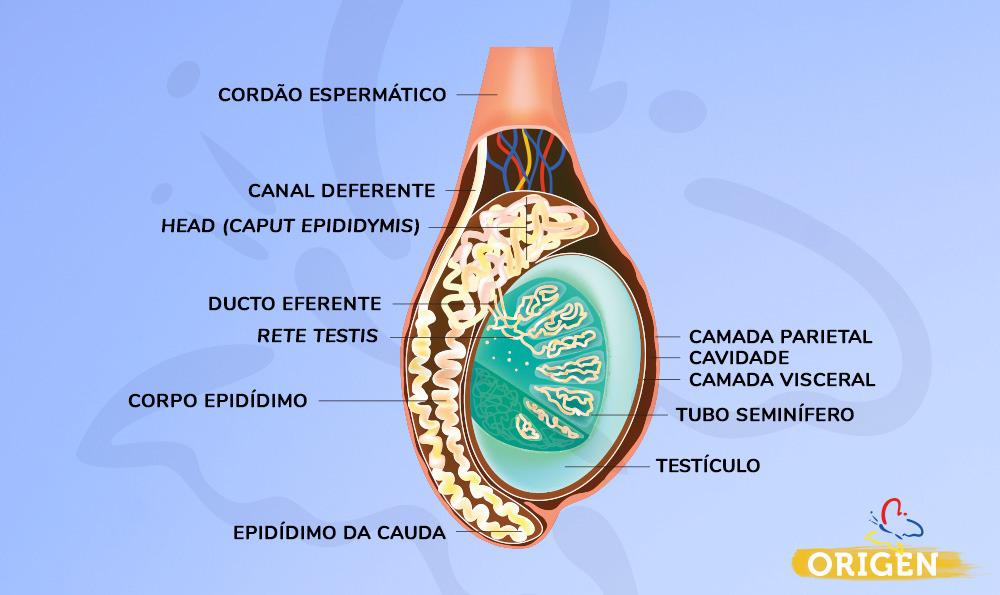 CORDÃO ESPERMÁTICO
CANAL DEFERENTE
HEAD (CAPUT EPIDIDYMIS)
DUCTO EFERENTE
RETE TESTIS
CORPO EPIDÍDIMO
EPIDÍDIMO DA CAUDA
CAMADA PARIETAL
CAVIDADE
CAMADA VISCERAL
TUBO SEMINÍFERO
TESTÍCULO
ORIGEN